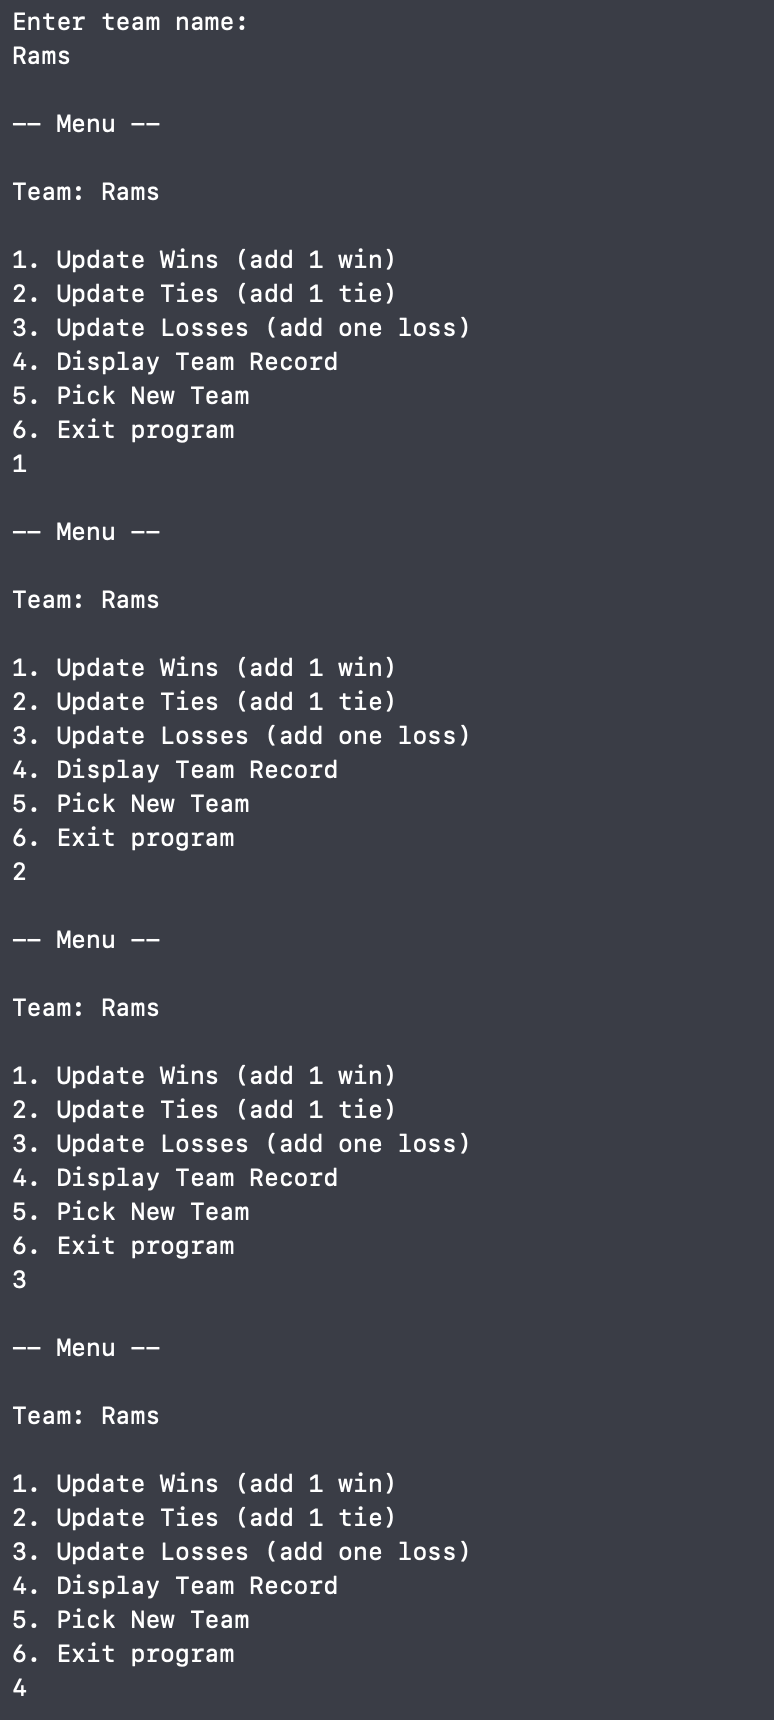 Enter team name:
Rams
-- Menu --
Team: Rams
1. Update Wins (add 1 win)
2. Update Ties (add 1 tie)
3. Update Losses (add one loss)
4. Display Team Record
5. Pick New Team
6. Exit program
1
-- Menu --
Team: Rams
1. Update Wins (add 1 win)
2. Update Ties (add 1 tie)
3. Update Losses (add one loss)
4. Display Team Record
5. Pick New Team
6. Exit program
2
-- Menu --
Team: Rams
1. Update Wins (add 1 win)
2. Update Ties (add 1 tie)
3. Update Losses (add one loss)
4. Display Team Record
5. Pick New Team
6. Exit program
3
-- Menu --
Team: Rams
1. Update Wins (add 1 win)
2. Update Ties (add 1 tie)
3. Update Losses (add one loss)
4. Display Team Record
5. Pick New Team
6. Exit program
4